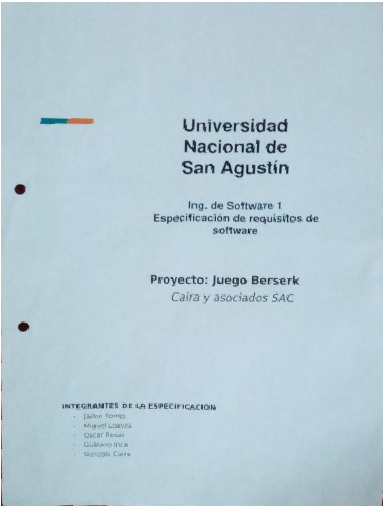 Universidad
Nacional de
San Agustín
Ing. de Software 1
Especificación de requisitos de
software
Proyecto: Juego Berserk
Caira y asociados SAC
INTEGRANTES DE LA ESPECIFICACIÓN
- Jaime Torres
- Miguel Loayza
- Oscar
- Gustavo Inca
- Gonzalo Caira